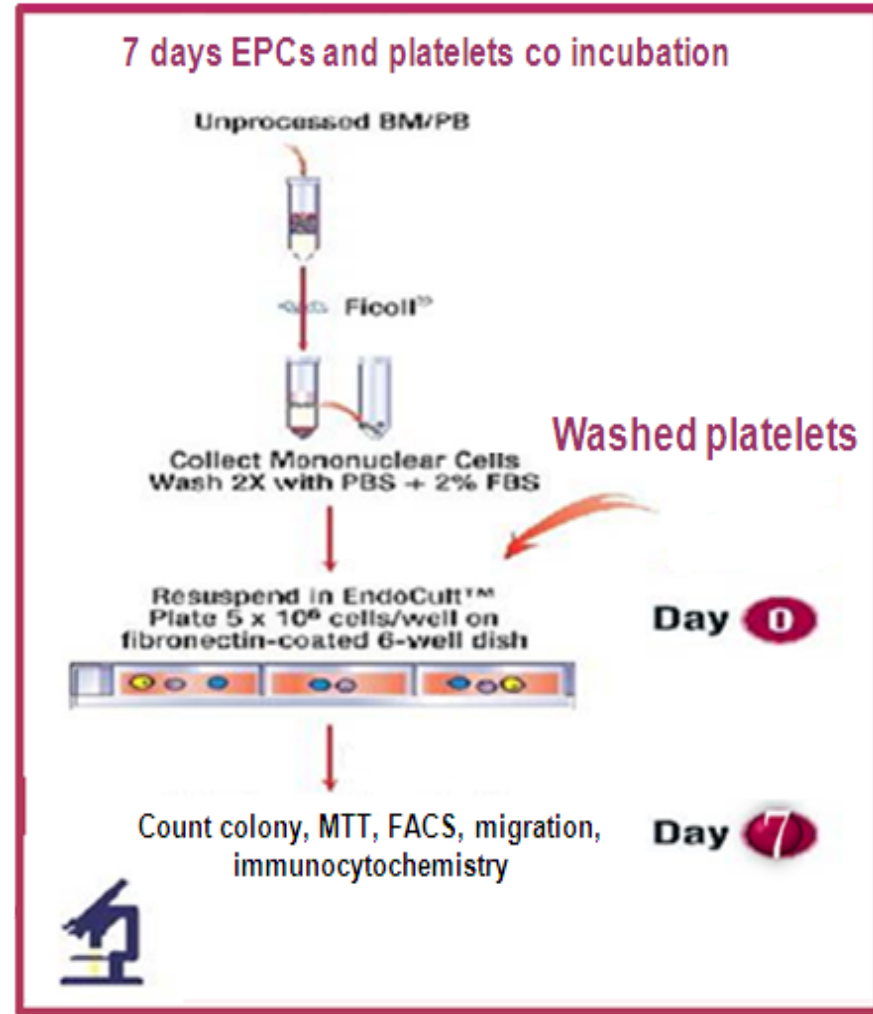 7 days EPCs and platelets co incubation
Unprocessed BM/PB
Ficoll®
Washed platelets
Collect Mononuclear Cells
Wash 2X with PBS + 2% FBS
Resuspend in EndoCult™
Plate 5 x 10⁶ cells/well on
fibronectin-coated 6-well dish
Day 0
Count colony, MTT, FACS, migration,
immunocytochemistry
Day 7